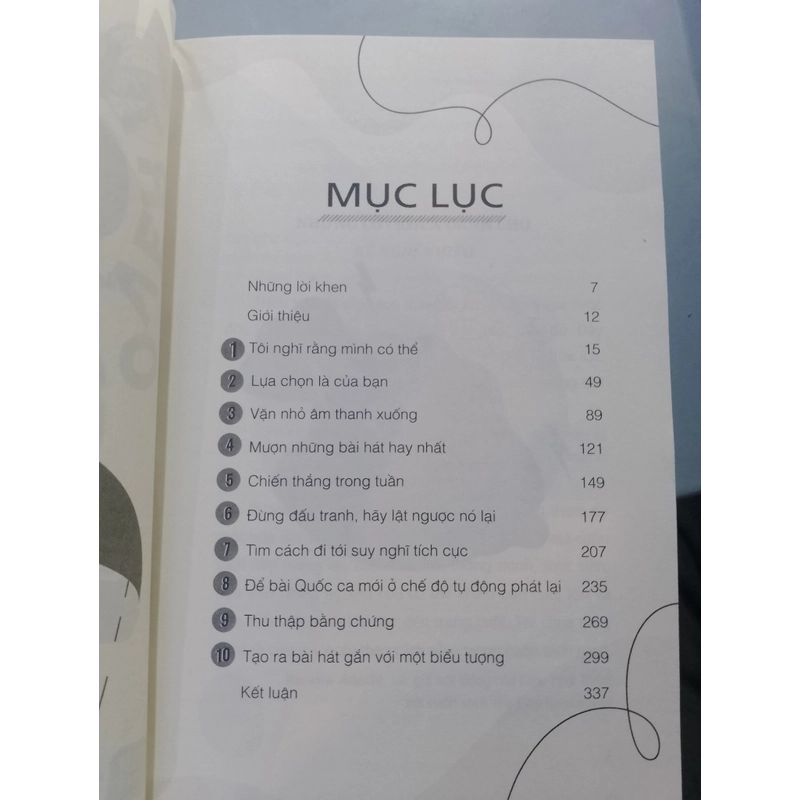 MỤC LỤC
Những lời khen 7
Giới thiệu 12
1 Tôi nghĩ rằng mình có thể 15
2 Lựa chọn là của bạn 49
3 Vặn nhỏ âm thanh xuống 89
4 Mượn những bài hát hay nhất 121
5 Chiến thắng trong tuần 149
6 Đừng đấu tranh, hãy lật ngược nó lại 177
7 Tìm cách đi tới suy nghĩ tích cực 207
8 Để bài Quốc ca mới ở chế độ tự động phát lại 235
9 Thu thập bằng chứng 269
10 Tạo ra bài hát gắn với một biểu tượng 299
Kết luận 337